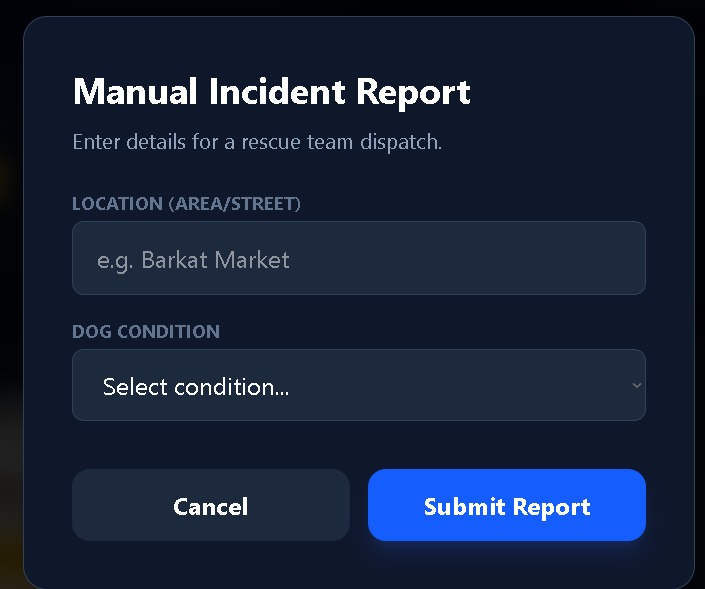 Manual Incident Report
Enter details for a rescue team dispatch.
LOCATION (AREA/STREET)
e.g. Barkat Market
DOG CONDITION
Select condition...
Cancel
Submit Report